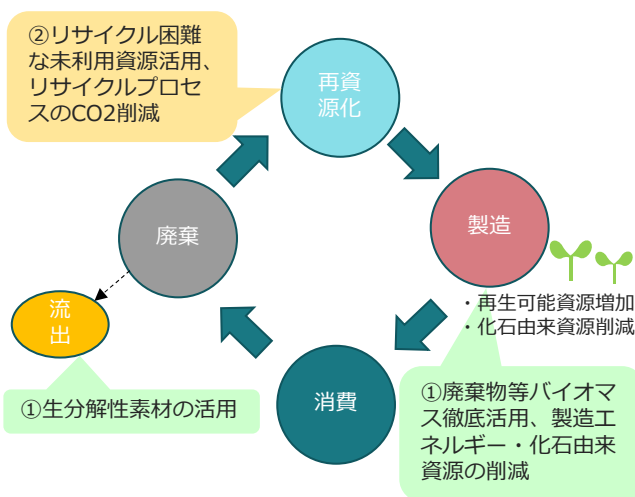 ②リサイクル困難
な未利用資源活用、
リサイクルプロセ
スのCO2削減
再資
源化
製造
・再生可能資源増加
・化石由来資源削減
廃棄
流
出
①生分解性素材の活用
消費
①廃棄物等バイオマ
ス徹底活用、製造エ
ネルギー・化石由来
資源の削減